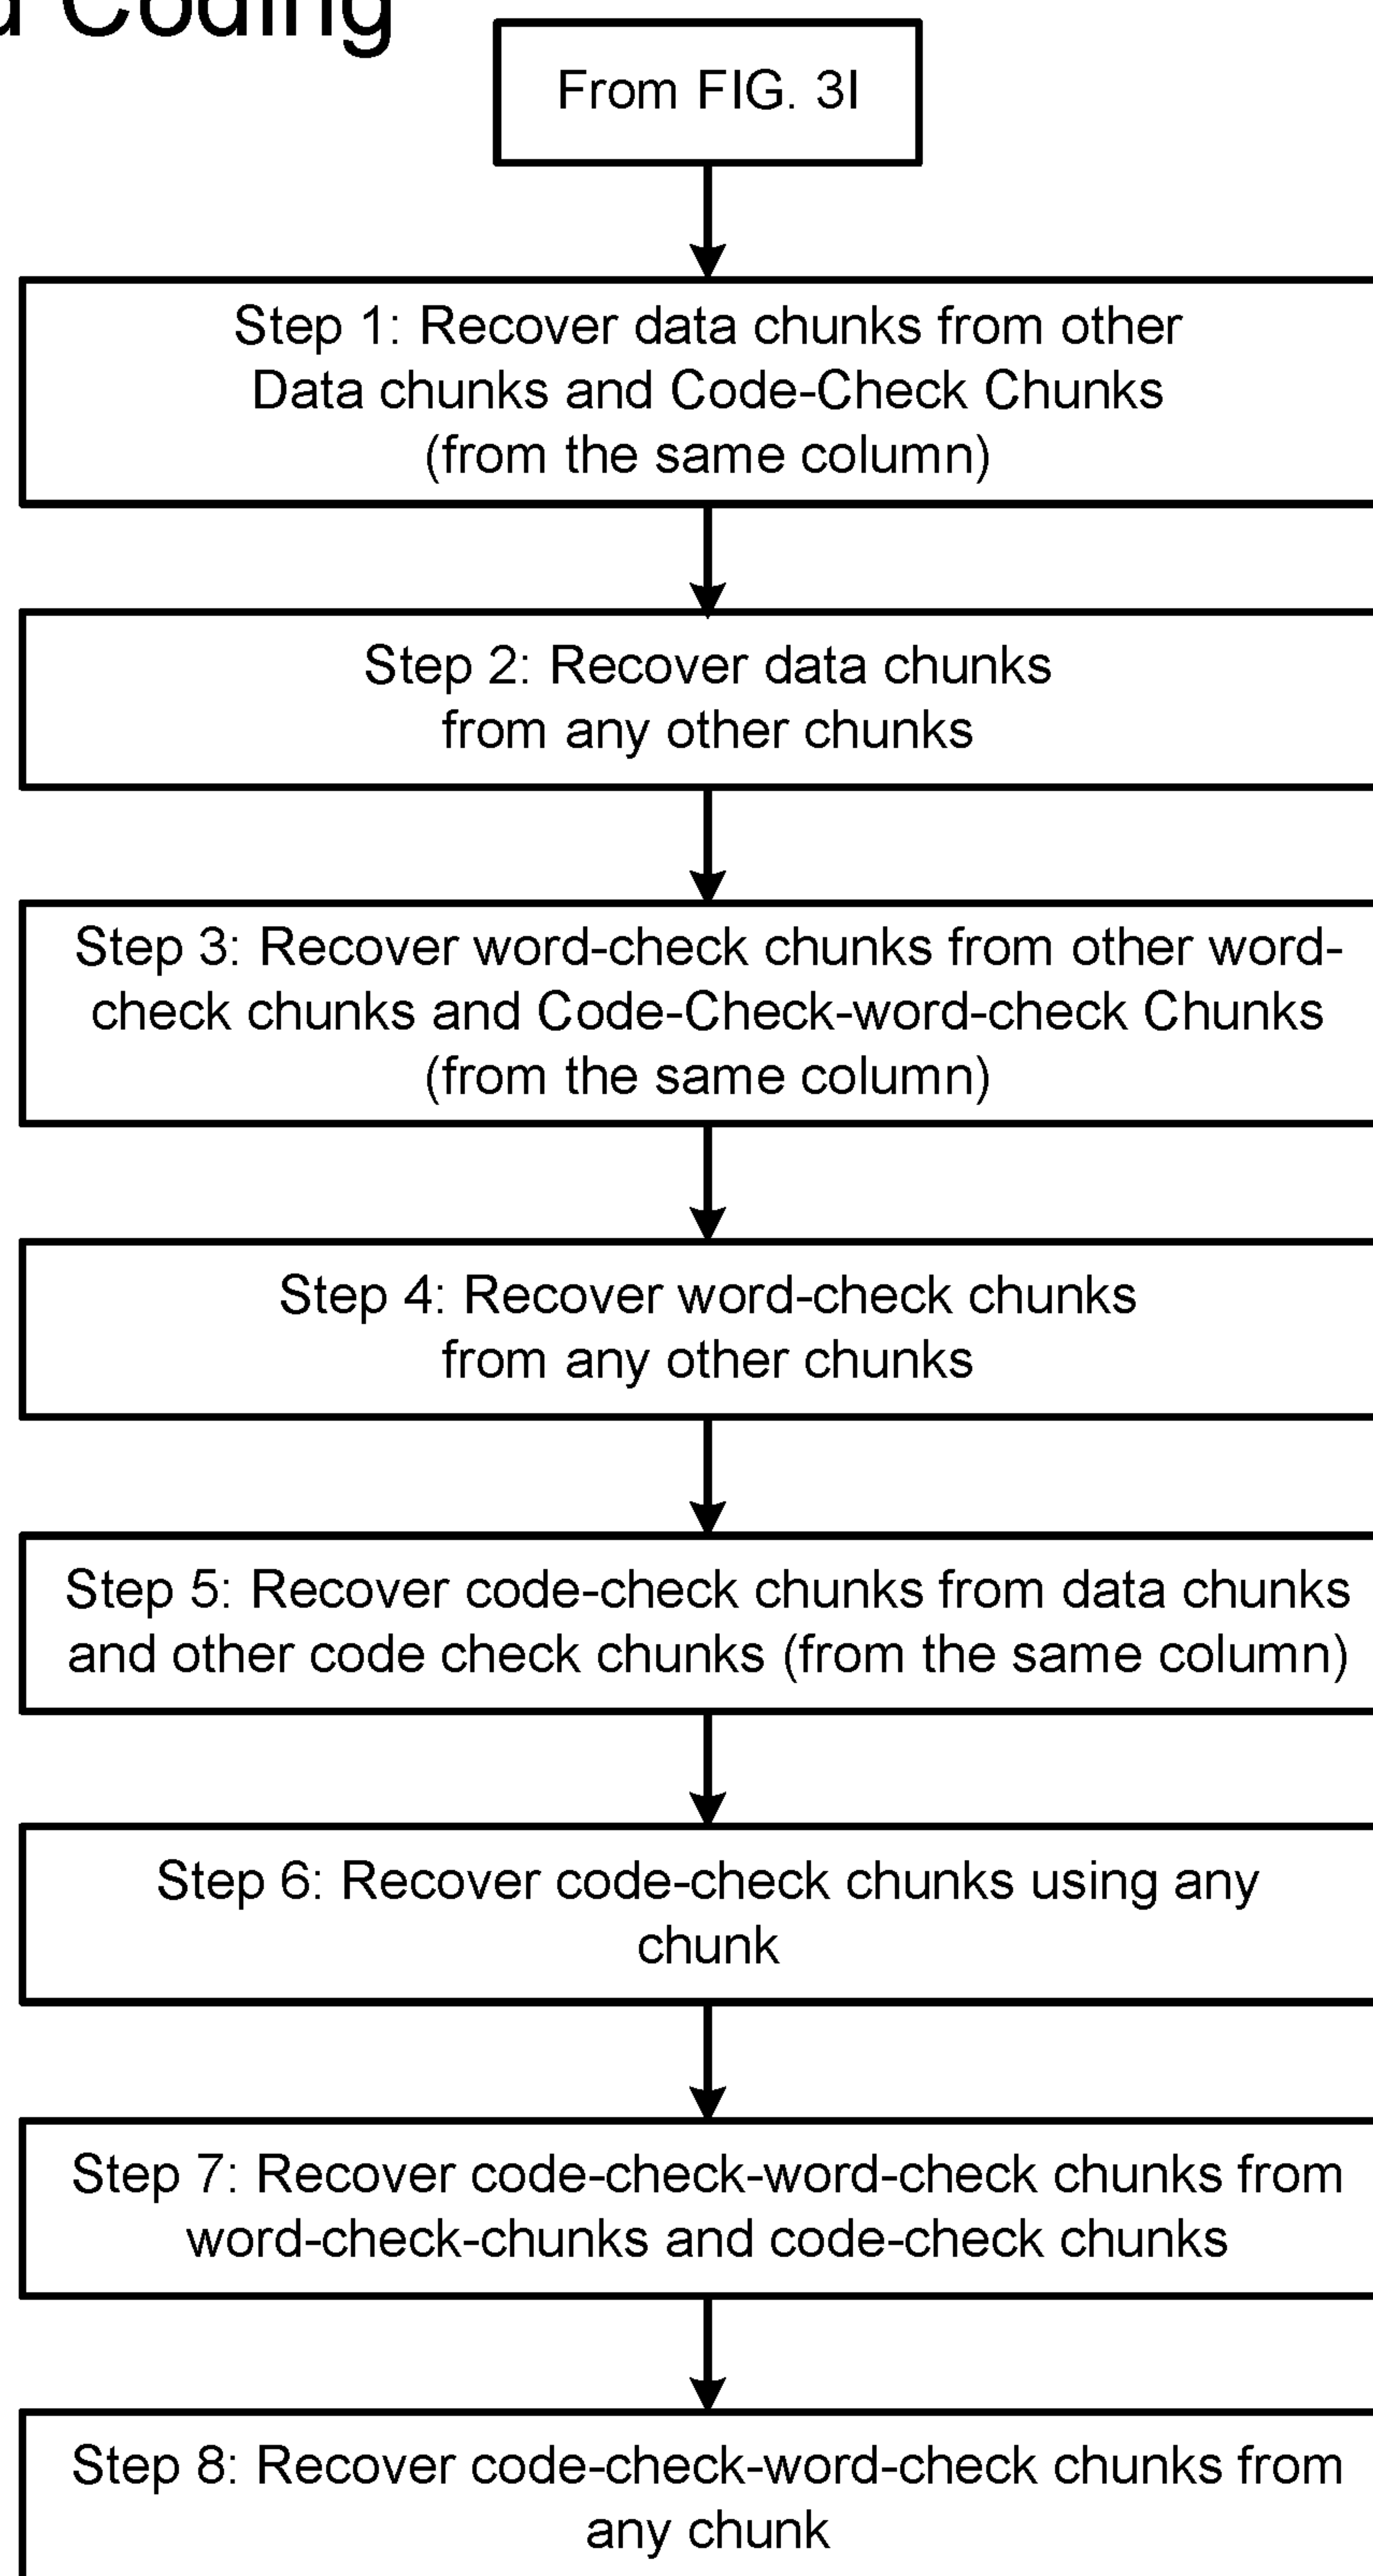 Coding
From FIG. 3I
Step 1: Recover data chunks from other
Data chunks and Code-Check Chunks
(from the same column)
Step 2: Recover data chunks
from any other chunks
Step 3: Recover word-check chunks from other word-
check chunks and Code-Check-word-check Chunks
(from the same column)
Step 4: Recover word-check chunks
from any other chunks
Step 5: Recover code-check chunks from data chunks
and other code check chunks (from the same column)
Step 6: Recover code-check chunks using any
chunk
Step 7: Recover code-check-word-check chunks from
word-check-chunks and code-check chunks
Step 8: Recover code-check-word-check chunks from
any chunk